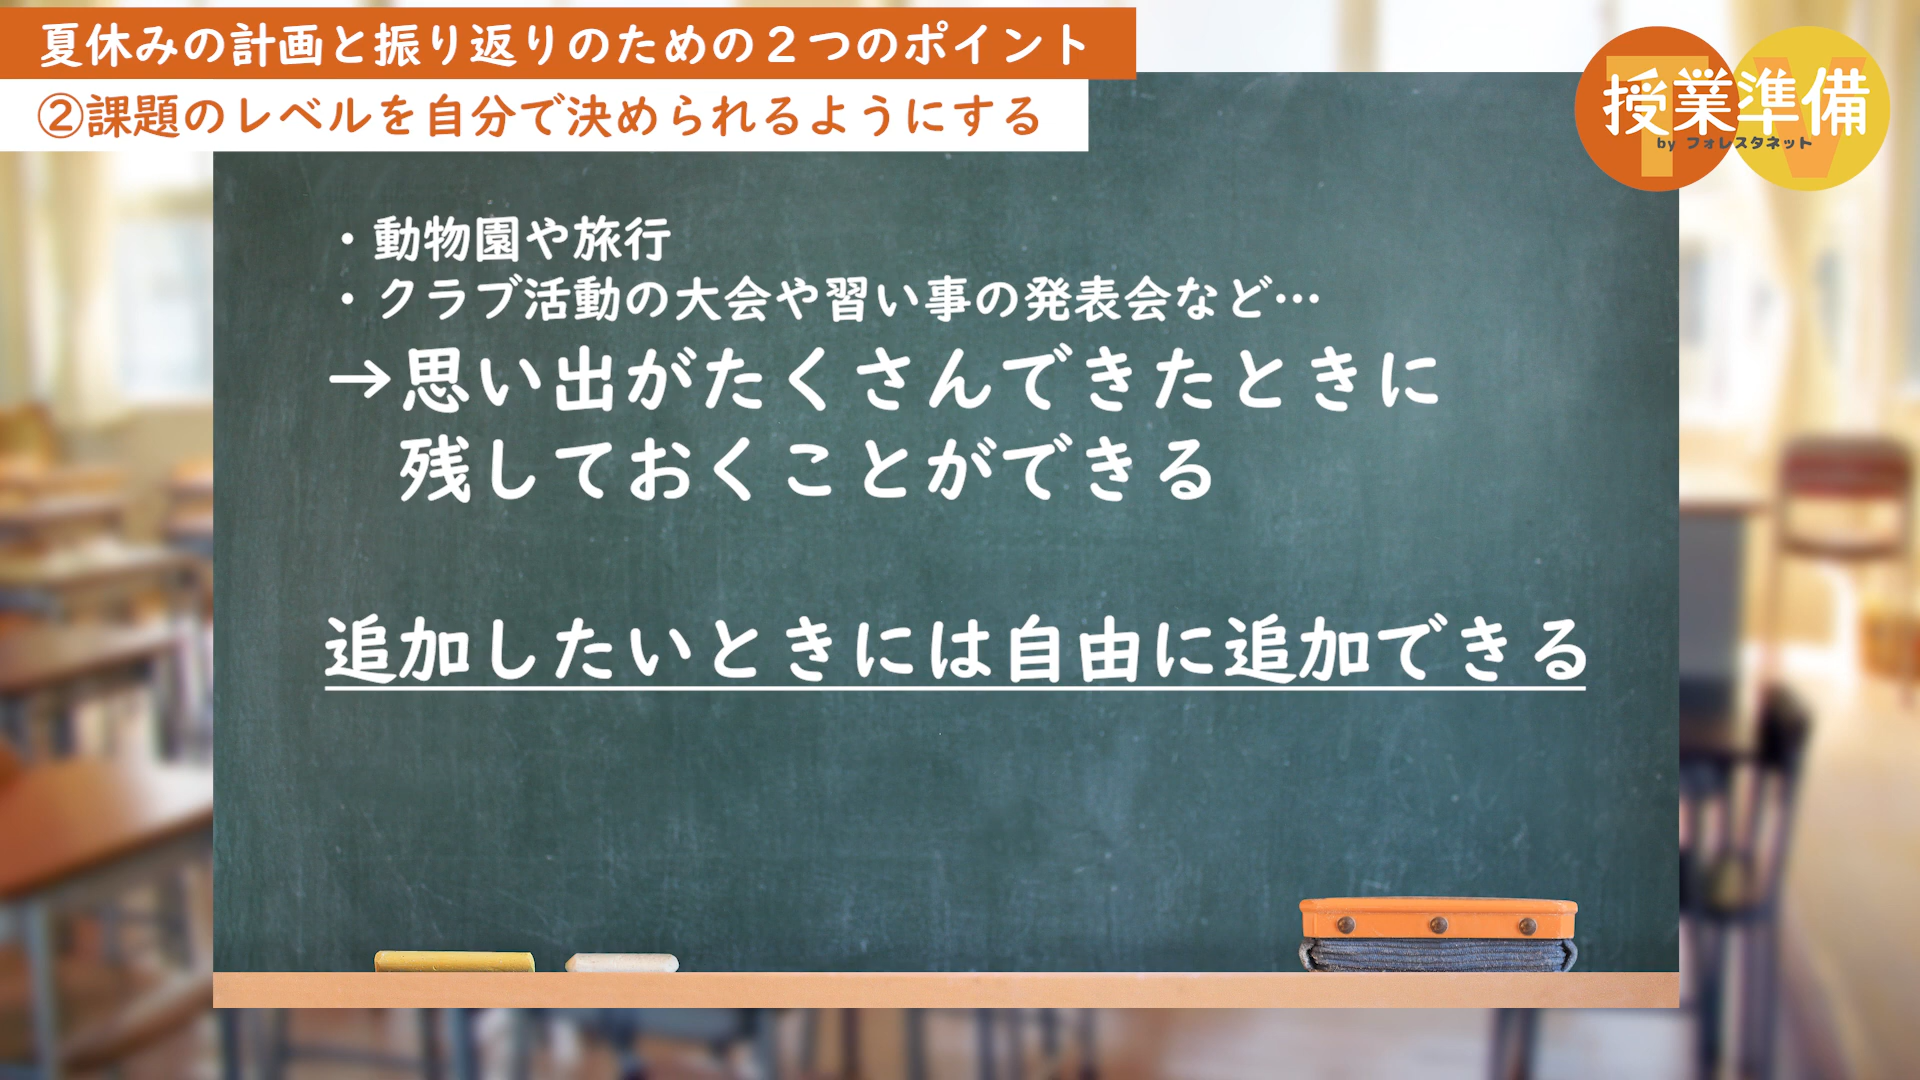 夏休みの計画と振り返りのための２つのポイント
②課題のレベルを自分で決められるようにする
TV
授業準備
by フォレスタネット
・動物園や旅行
・クラブ活動の大会や習い事の発表会など…
→思い出がたくさんできたときに
残しておくことができる
追加したいときには自由に追加できる